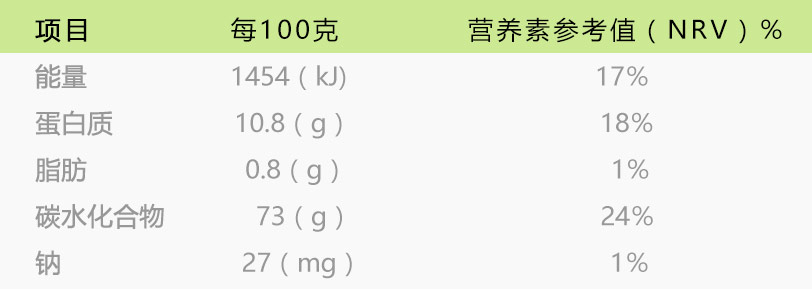 项目 每100克 营养素参考值（NRV）%
能量 1454（kJ) 17%
蛋白质 10.8（g） 18%
脂肪 0.8（g） 1%
碳水化合物 73（g） 24%
钠 27（mg） 1%